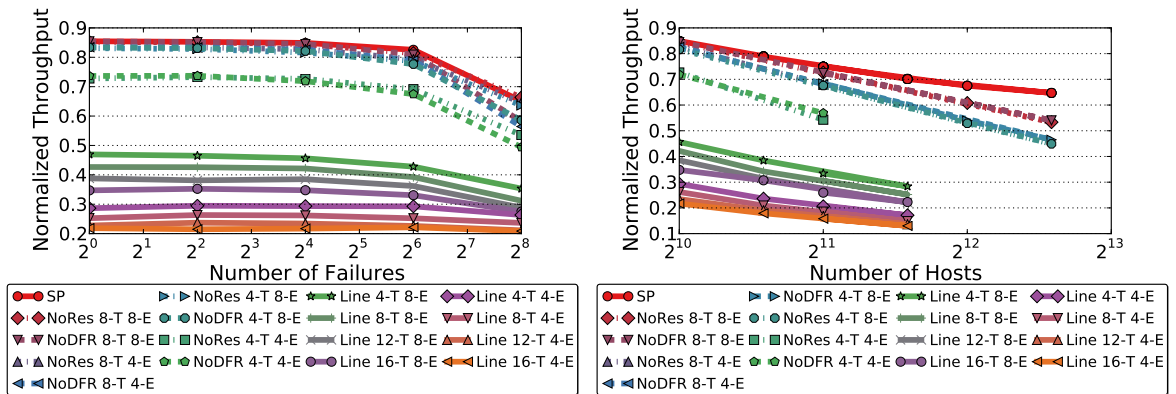 Normalized Throughput
0.9
0.8
0.7
0.6
0.5
0.4
0.3
0.2
2^0 2^1 2^2 2^3 2^4 2^5 2^6 2^7 2^8
Number of Failures
SP
NoRes 8-T 8-E
NoDFR 8-T 8-E
NoRes 8-T 4-E
NoDFR 8-T 4-E
NoRes 4-T 8-E
NoDFR 4-T 8-E
NoRes 4-T 4-E
NoDFR 4-T 4-E
Line 4-T 8-E
Line 8-T 8-E
Line 12-T 8-E
Line 16-T 8-E
Line 4-T 4-E
Line 8-T 4-E
Line 12-T 4-E
Line 16-T 4-E
Normalized Throughput
0.9
0.8
0.7
0.6
0.5
0.4
0.3
0.2
0.1
2^10 2^11 2^12 2^13
Number of Hosts
SP
NoRes 8-T 8-E
NoDFR 8-T 8-E
NoRes 8-T 4-E
NoDFR 8-T 4-E
NoDFR 4-T 8-E
NoRes 4-T 8-E
NoRes 4-T 4-E
NoDFR 4-T 4-E
Line 4-T 8-E
Line 8-T 8-E
Line 12-T 8-E
Line 16-T 8-E
Line 4-T 4-E
Line 8-T 4-E
Line 12-T 4-E
Line 16-T 4-E